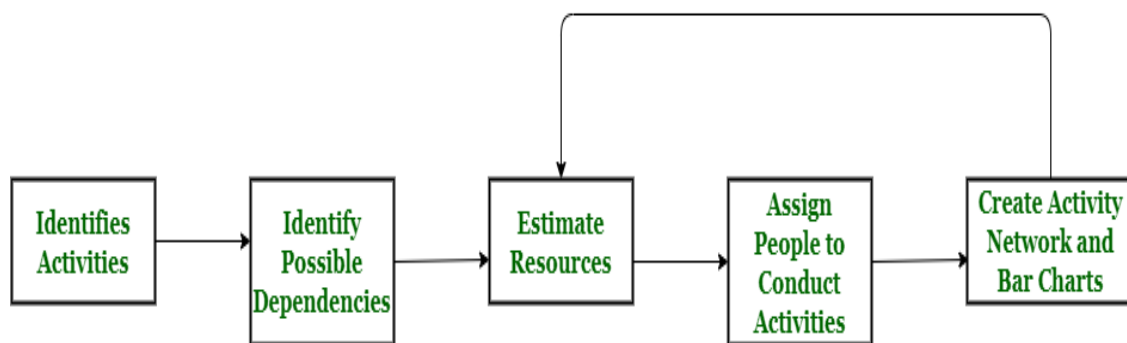 Identifies
Activities
Identify
Possible
Dependencies
Estimate
Resources
Assign
People to
Conduct
Activities
Create Activity
Network and
Bar Charts